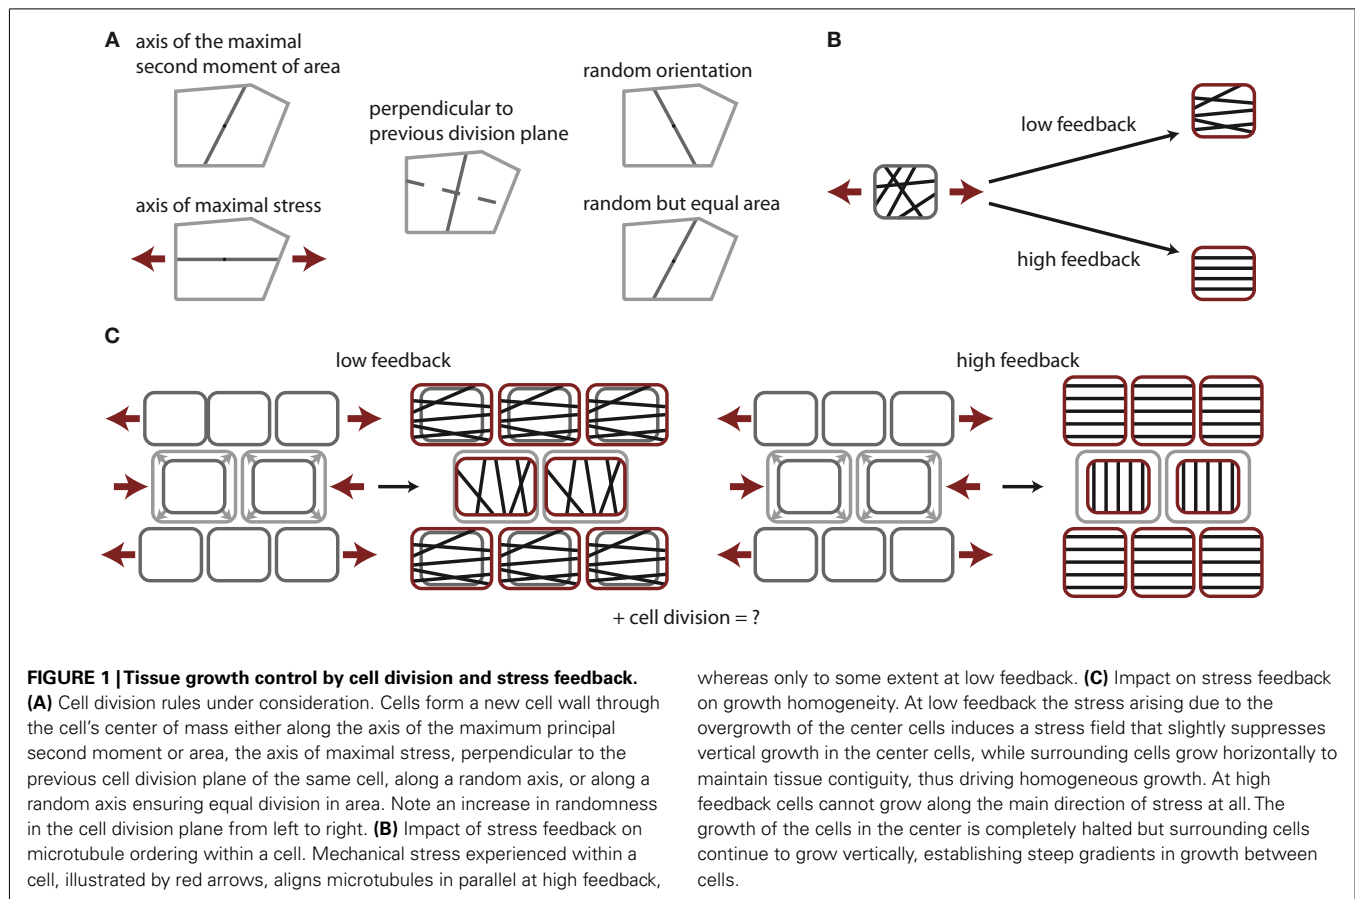 A
axis of the maximal
second moment of area
perpendicular to
previous division plane
random orientation
axis of maximal stress
random but equal area
B
low feedback
high feedback
C
low feedback
high feedback
+ cell division = ?
FIGURE 1 | Tissue growth control by cell division and stress feedback.
(A) Cell division rules under consideration. Cells form a new cell wall through
the cell's center of mass either along the axis of the maximum principal
second moment or area, the axis of maximal stress, perpendicular to the
previous cell division plane of the same cell, along a random axis, or along a
random axis ensuring equal division in area. Note an increase in randomness
in the cell division plane from left to right. (B) Impact of stress feedback on
microtubule ordering within a cell. Mechanical stress experienced within a
cell, illustrated by red arrows, aligns microtubules in parallel at high feedback,
whereas only to some extent at low feedback. (C) Impact on stress feedback
on growth homogeneity. At low feedback the stress arising due to the
overgrowth of the center cells induces a stress field that slightly suppresses
vertical growth in the center cells, while surrounding cells grow horizontally to
maintain tissue contiguity, thus driving homogeneous growth. At high
feedback cells cannot grow along the main direction of stress at all. The
growth of the cells in the center is completely halted but surrounding cells
continue to grow vertically, establishing steep gradients in growth between
cells.